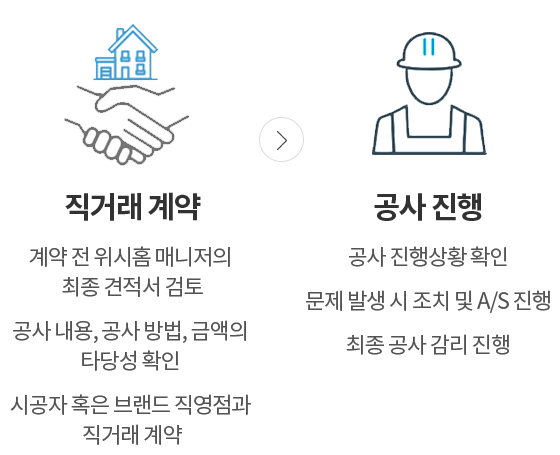 직거래 계약
계약 전 위시홈 매니저의
최종 견적서 검토
공사 내용, 공사 방법, 금액의
타당성 확인
시공자 혹은 브랜드 직영점과
직거래 계약
공사 진행
공사 진행상황 확인
문제 발생 시 조치 및 A/S 진행
최종 공사 감리 진행